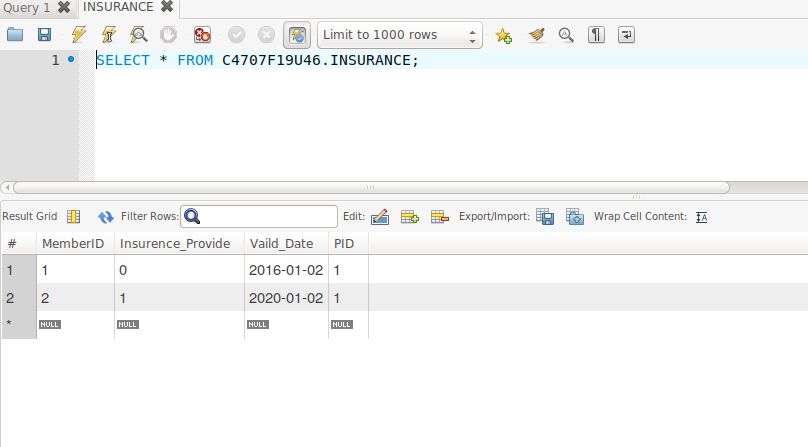 Query 1 INSURANCE
Limit to 1000 rows
1 SELECT * FROM C4707F19U46.INSURANCE;
Result Grid Filter Rows: Edit: Export/Import: Wrap Cell Content: IA
# MemberID Insurence_Provide Vaild_Date PID
1 1 0 2016-01-02 1
2 2 1 2020-01-02 1
* NULL NULL NULL NULL